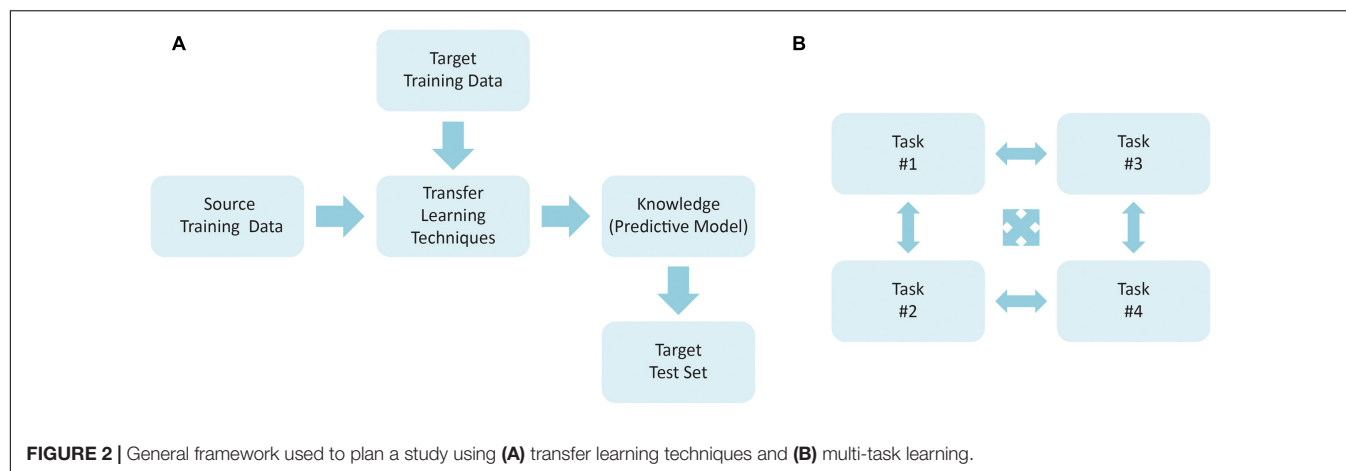 A
Target
Training Data
Source
Training Data
Transfer
Learning
Techniques
Knowledge
(Predictive Model)
Target
Test Set
B
Task
#1
Task
#3
Task
#2
Task
#4
FIGURE 2 | General framework used to plan a study using (A) transfer learning techniques and (B) multi-task learning.